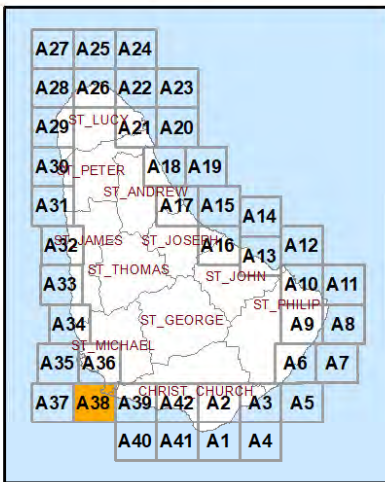 A27 A25 A24
A28 A26 A22 A23
A29 ST_LUCY A21 A20
A30 ST_PETER A18 A19
ST_ANDREW
A31 A17 A15 A14
A32 ST_JAMES ST_JOSEPH A16 A13 A12
ST_THOMAS ST_JOHN
A33 A10 A11
ST_PHILIP
A34 ST_GEORGE A9 A8
ST_MICHAEL
A35 A36 A6 A7
CHRIST_CHURCH
A37 A38 A39 A42 A2 A3 A5
A40 A41 A1 A4